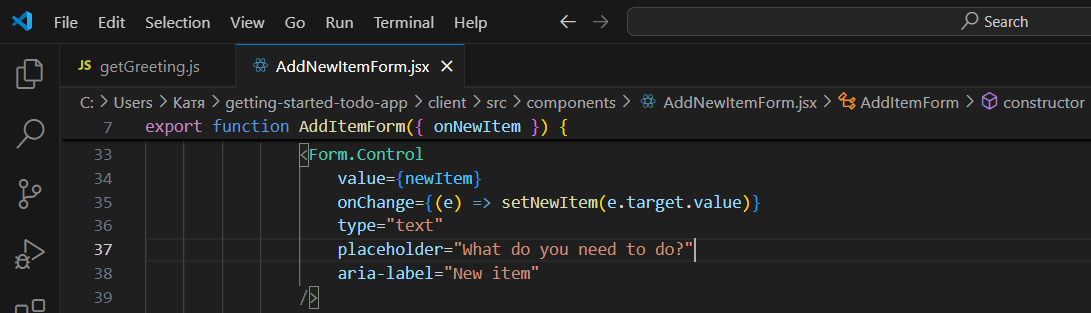 File Edit Selection View Go Run Terminal Help Search
JS getGreeting.js AddNewItemForm.jsx
C: > Users > Катя > getting-started-todo-app > client > src > components > AddNewItemForm.jsx > AddItemForm > constructor
7 export function AddItemForm({ onNewItem }) {
33 <Form.Control
34 value={newItem}
35 onChange={(e) => setNewItem(e.target.value)}
36 type="text"
37 placeholder="What do you need to do?"
38 aria-label="New item"
39 />